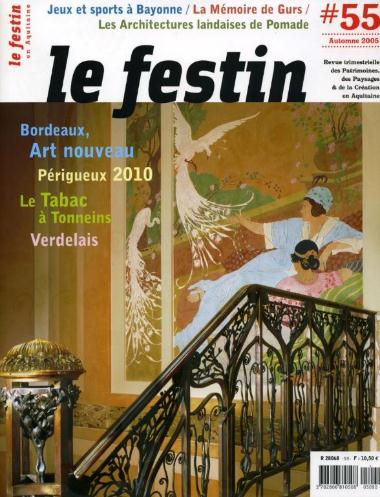 le festin
en Aquitaine
Jeux et sports à Bayonne / La Mémoire de Gurs /
Les Architectures landaises de Pomade
#55
Automne 2005
le festin
Revue trimestrielle
des Patrimoines,
des Paysages
& de la Création
en Aquitaine
Bordeaux,
Art nouveau
Périgueux 2010
Le Tabac
à Tonneins
Verdelais
R 28048 - 55 - F : 10,50 €